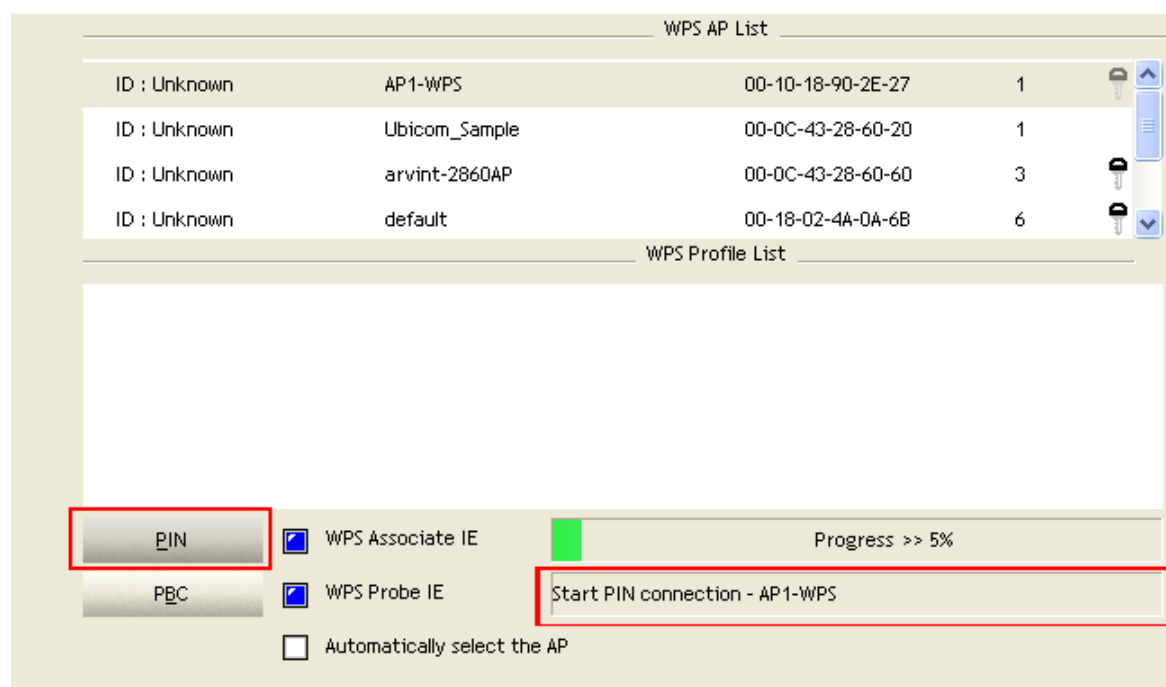 WPS AP List
ID : Unknown AP1-WPS 00-10-18-90-2E-27 1
ID : Unknown Ubicom_Sample 00-0C-43-28-60-20 1
ID : Unknown arvint-2860AP 00-0C-43-28-60-60 3
ID : Unknown default 00-18-02-4A-0A-6B 6
WPS Profile List
PIN WPS Associate IE Progress >> 5%
PBC WPS Probe IE Start PIN connection - AP1-WPS
Automatically select the AP